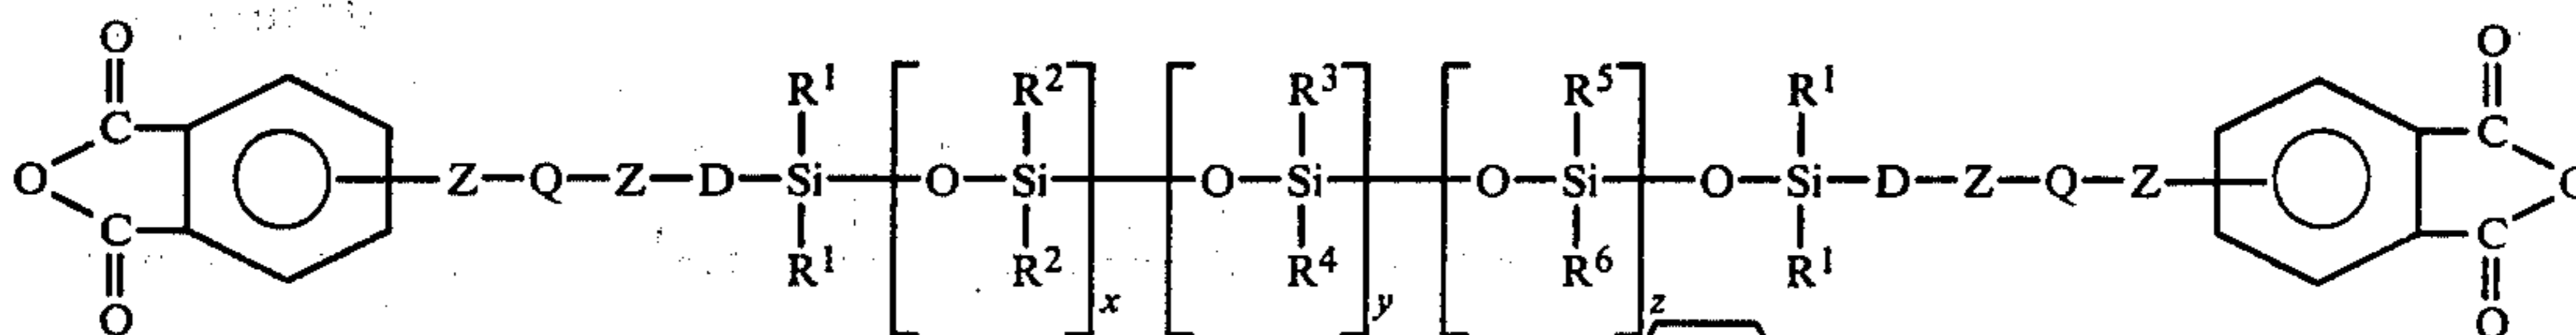 O O
R¹ R² R³ R⁵ R¹
C C
O Z—Q—Z—D—Si O—Si O—Si O—Si O—Si—D—Z—Q—Z
C C
R¹ R² R⁴ R⁶ R¹
x y z
O O